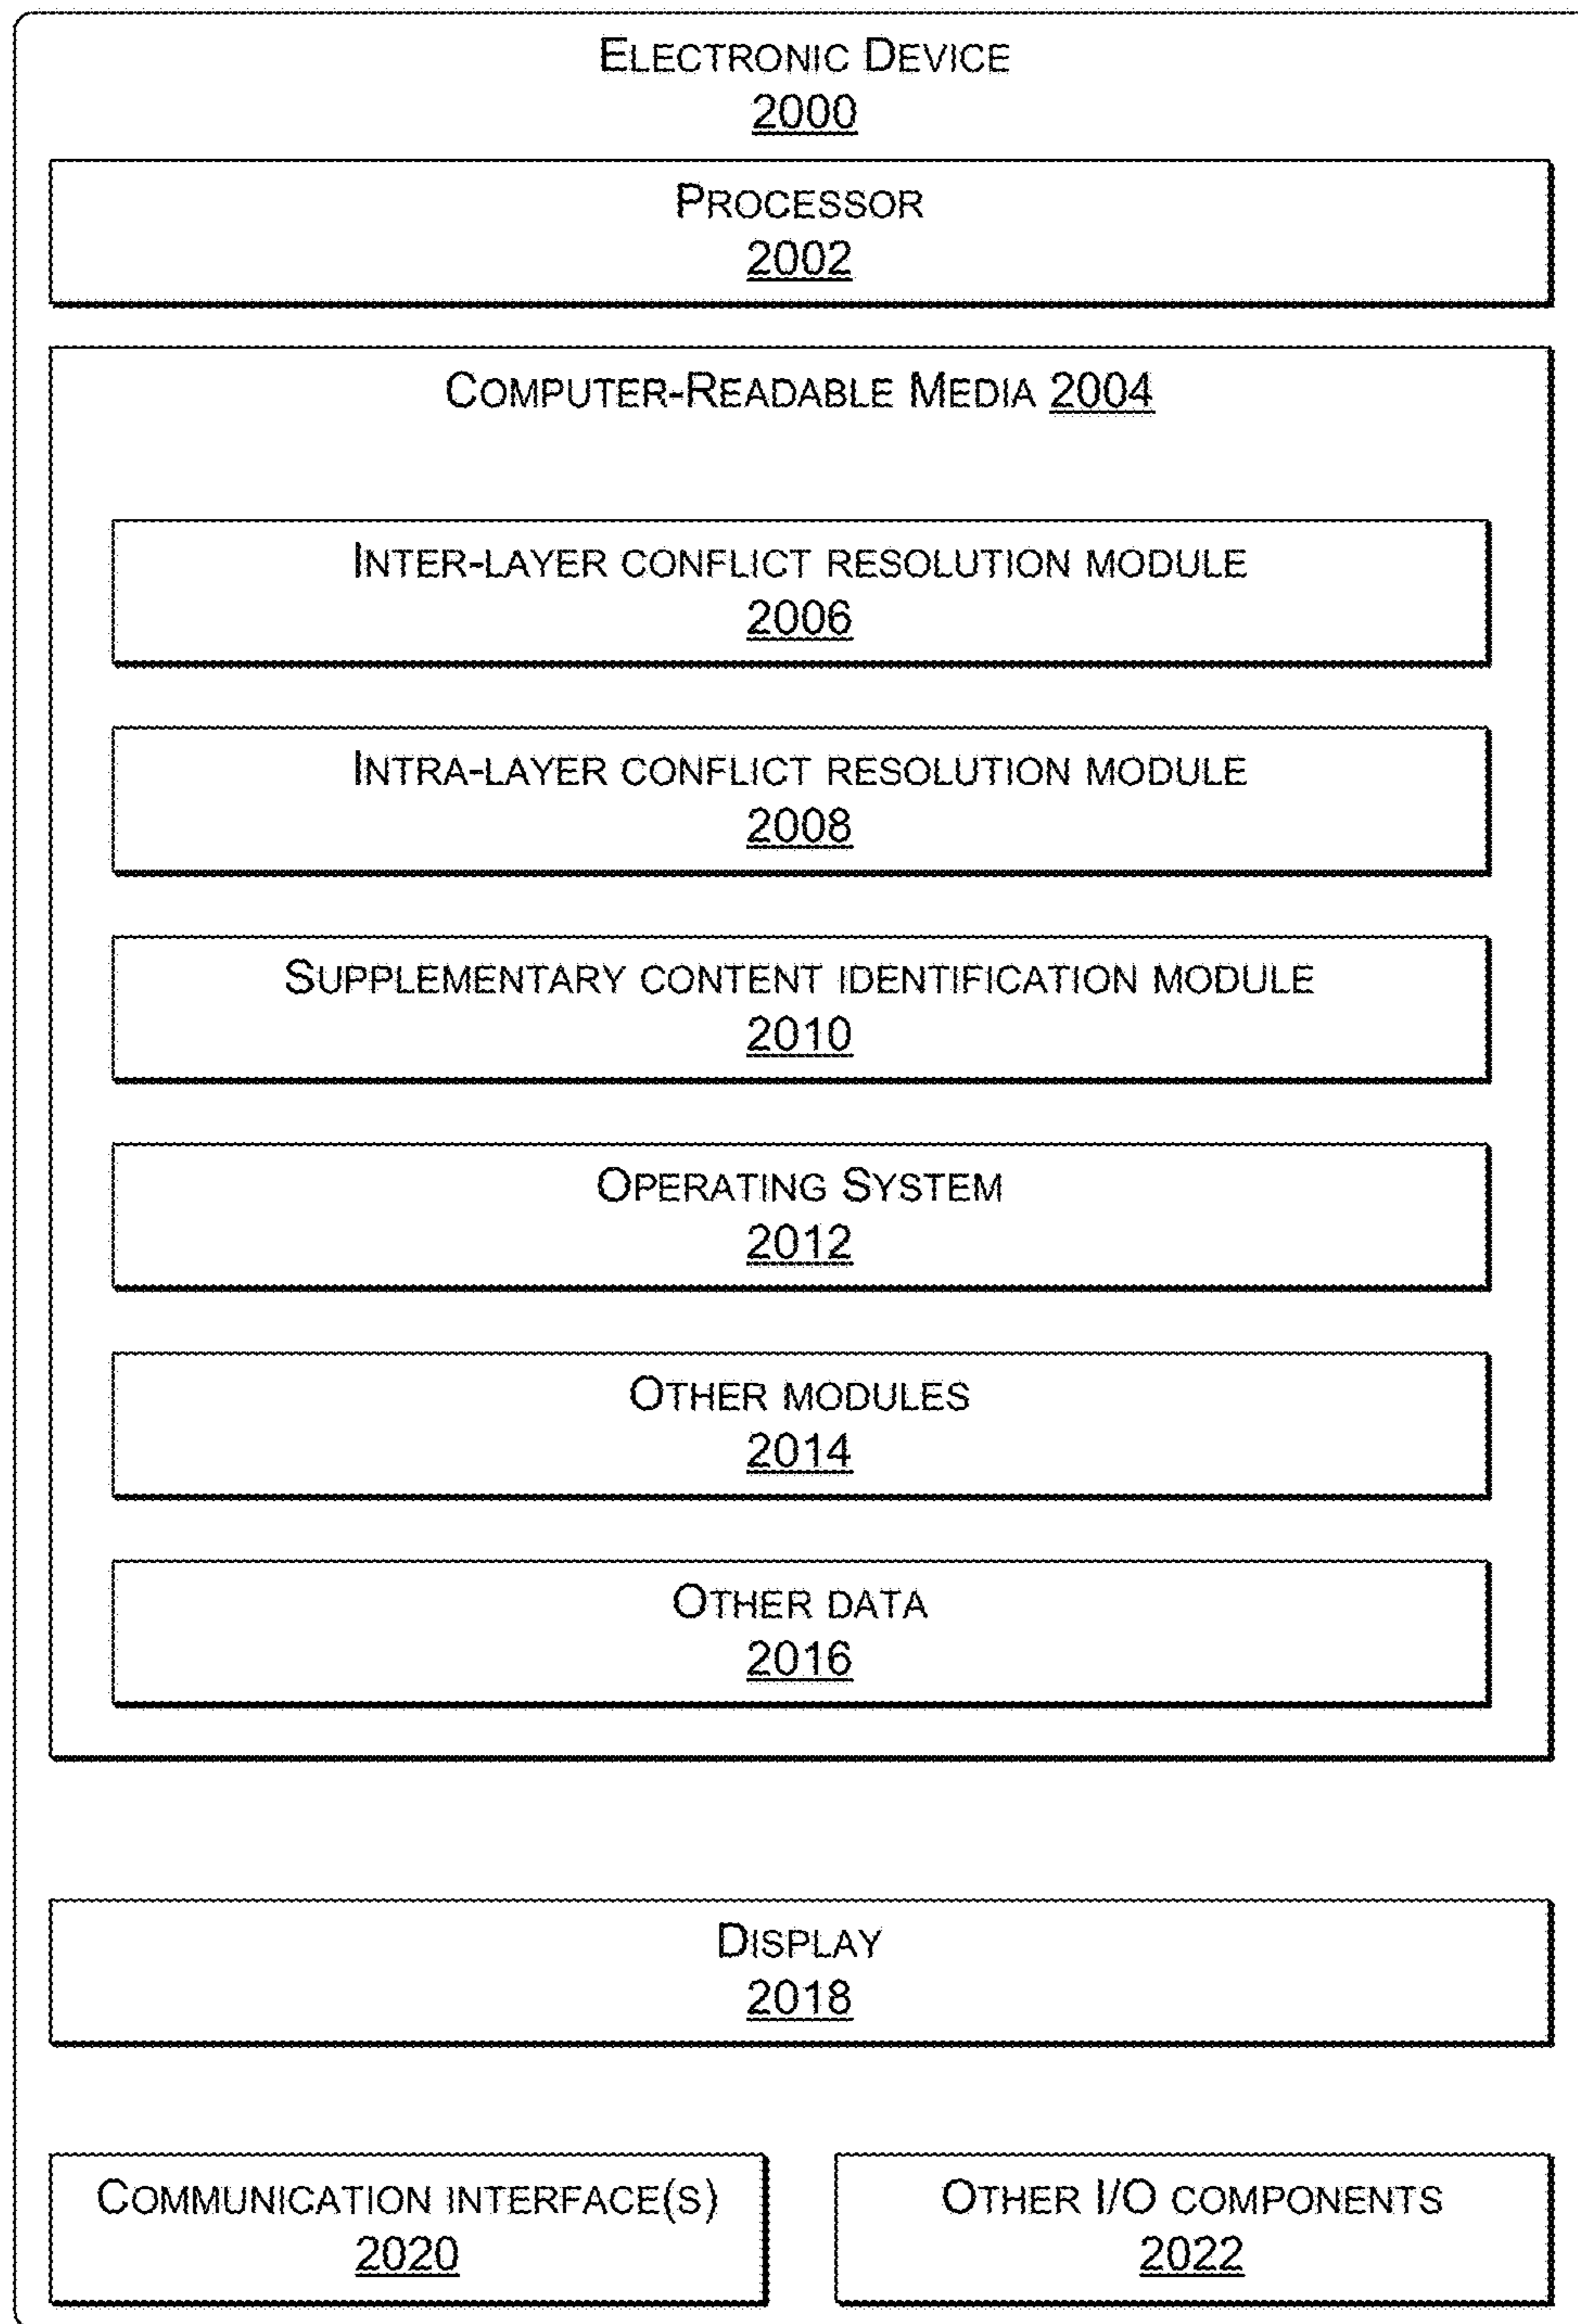 ELECTRONIC DEVICE
2000
PROCESSOR
2002
COMPUTER-READABLE MEDIA 2004
INTER-LAYER CONFLICT RESOLUTION MODULE
2006
INTRA-LAYER CONFLICT RESOLUTION MODULE
2008
SUPPLEMENTARY CONTENT IDENTIFICATION MODULE
2010
OPERATING SYSTEM
2012
OTHER MODULES
2014
OTHER DATA
2016
DISPLAY
2018
COMMUNICATION INTERFACE(S)
2020
OTHER I/O COMPONENTS
2022